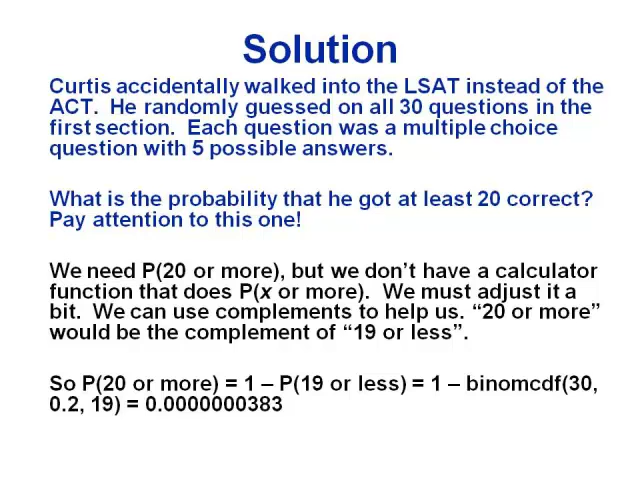 Solution
Curtis accidentally walked into the LSAT instead of the
ACT.  He randomly guessed on all 30 questions in the
first section.  Each question was a multiple choice
question with 5 possible answers.
What is the probability that he got at least 20 correct?
Pay attention to this one!
We need P(20 or more), but we don’t have a calculator
function that does P(x or more).  We must adjust it a
bit.  We can use complements to help us.  “20 or more”
would be the complement of “19 or less”.
So P(20 or more) = 1 – P(19 or less) = 1 – binomcdf(30,
0.2, 19) = 0.0000000383